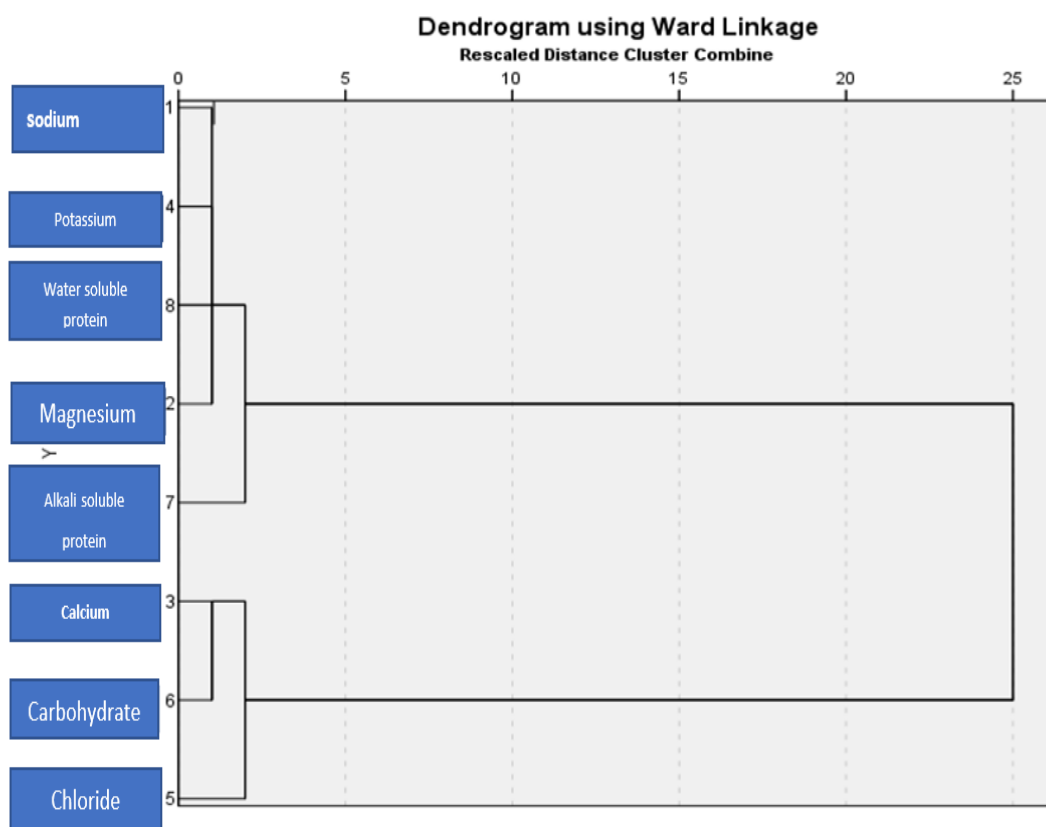 Dendrogram using Ward Linkage
Rescaled Distance Cluster Combine
0 5 10 15 20 25
sodium 1
Potassium 4
Water soluble
protein 8
Magnesium 2
Y
Alkali soluble 7
protein
Calcium 3
Carbohydrate 6
Chloride 5